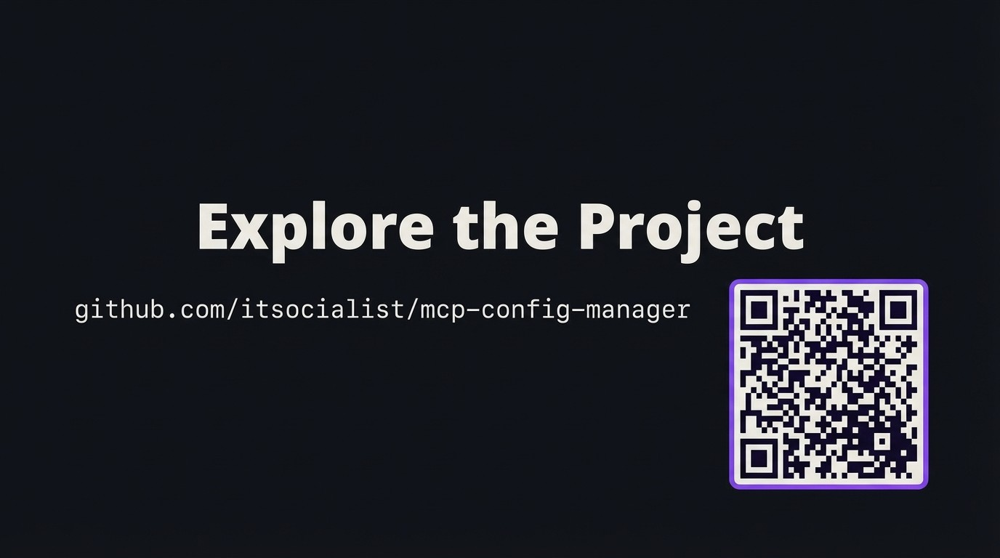 Explore the Project
github.com/itsocialist/mcp-config-manager